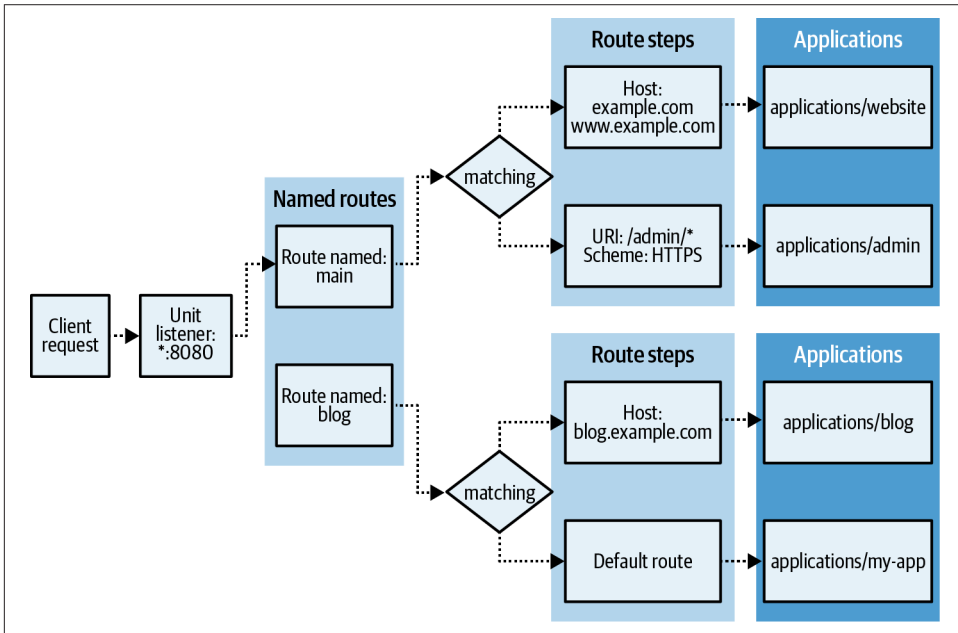 Client
request
Unit
listener:
*:8080
Named routes
Route named:
main
Route named:
blog
matching
Route steps
Host:
example.com
www.example.com
URI: /admin/*
Scheme: HTTPS
Applications
applications/website
applications/admin
matching
Route steps
Host:
blog.example.com
Default route
Applications
applications/blog
applications/my-app